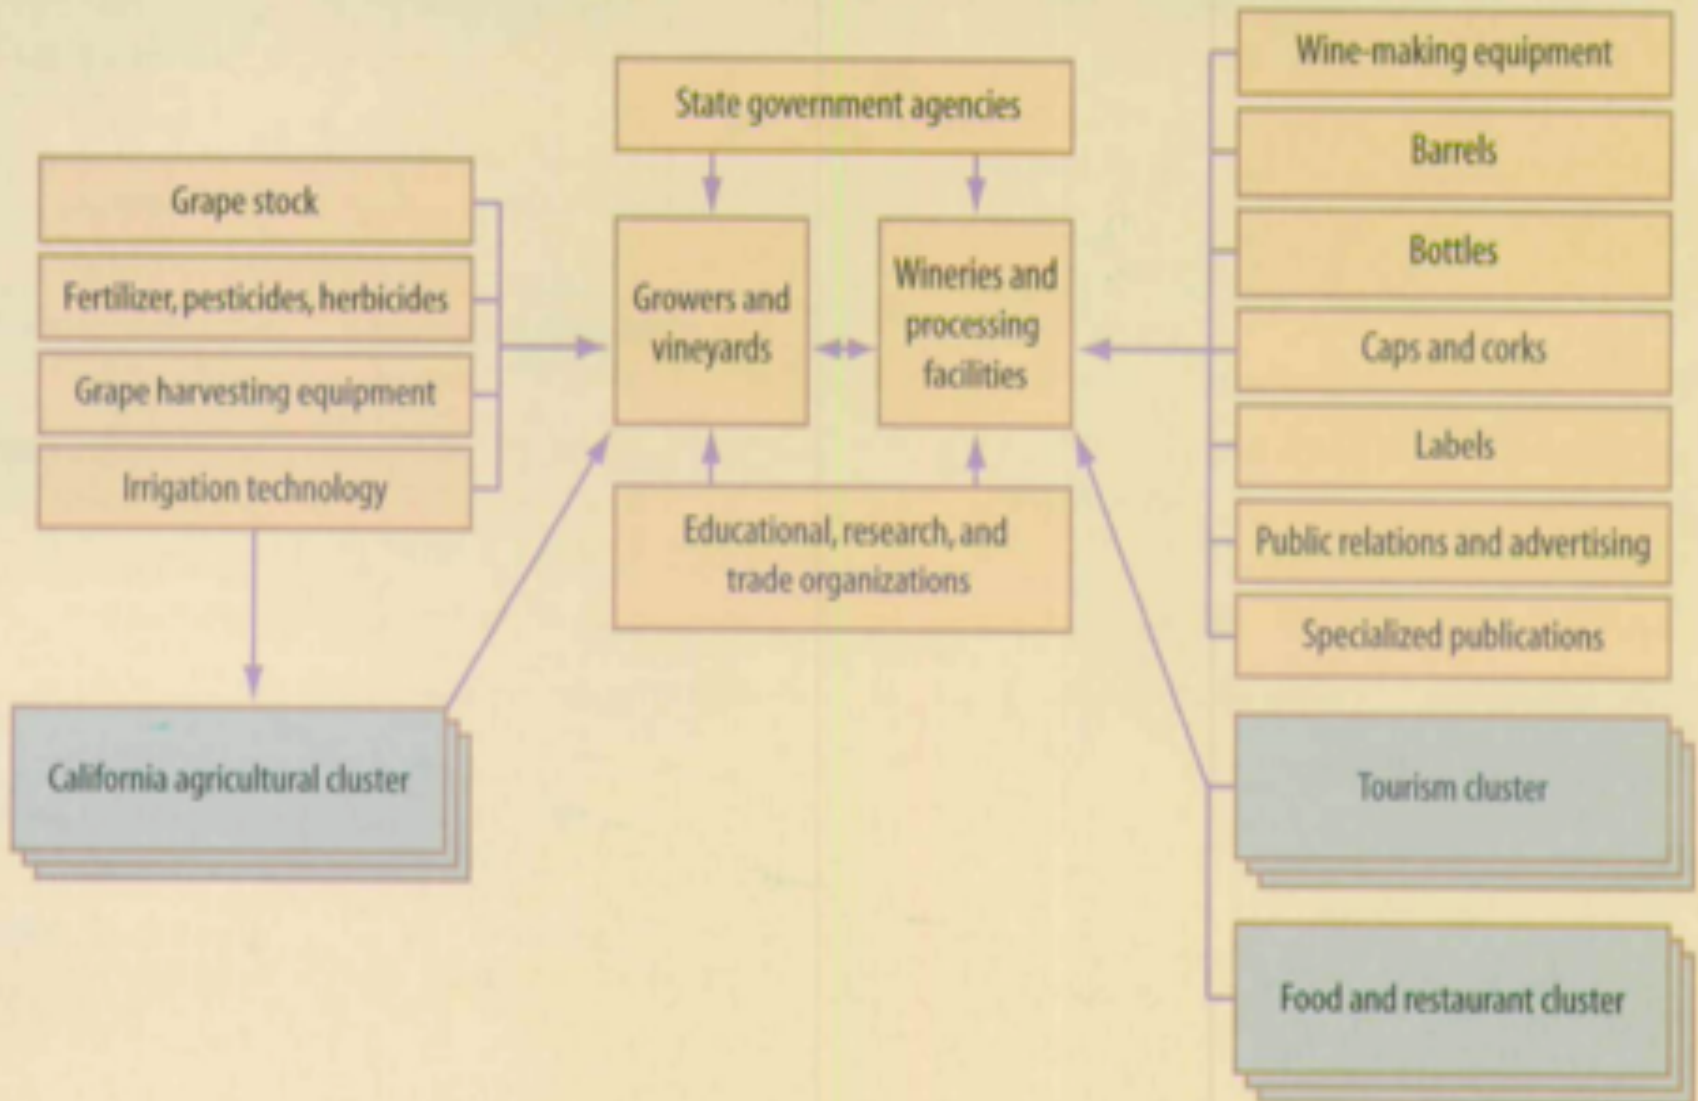 State government agencies
Grape stock
Fertilizer, pesticides, herbicides
Grape harvesting equipment
Irrigation technology
Growers and
vineyards
Wineries and
processing
facilities
Educational, research, and
trade organizations
Wine-making equipment
Barrels
Bottles
Caps and corks
Labels
Public relations and advertising
Specialized publications
California agricultural cluster
Tourism cluster
Food and restaurant cluster